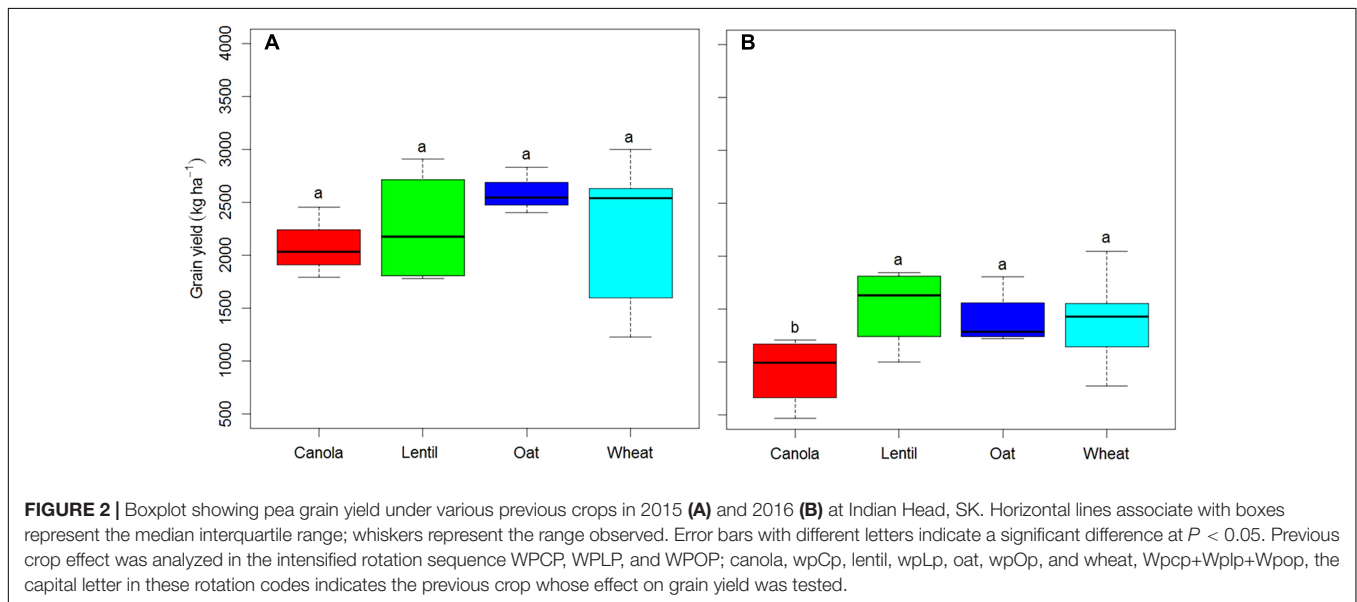 A
B
4000
3500
3000
2500
2000
1500
1000
500
Grain yield (kg ha⁻¹)
a
a
a
a
b
a
a
a
Canola Lentil Oat Wheat
Canola Lentil Oat Wheat
FIGURE 2 | Boxplot showing pea grain yield under various previous crops in 2015 (A) and 2016 (B) at Indian Head, SK. Horizontal lines associate with boxes
represent the median interquartile range; whiskers represent the range observed. Error bars with different letters indicate a significant difference at P < 0.05. Previous
crop effect was analyzed in the intensified rotation sequence WPCP, WPLP, and WPOP; canola, wpCp, lentil, wpLp, oat, wpOp, and wheat, Wpcp+Wplp+Wpop, the
capital letter in these rotation codes indicates the previous crop whose effect on grain yield was tested.